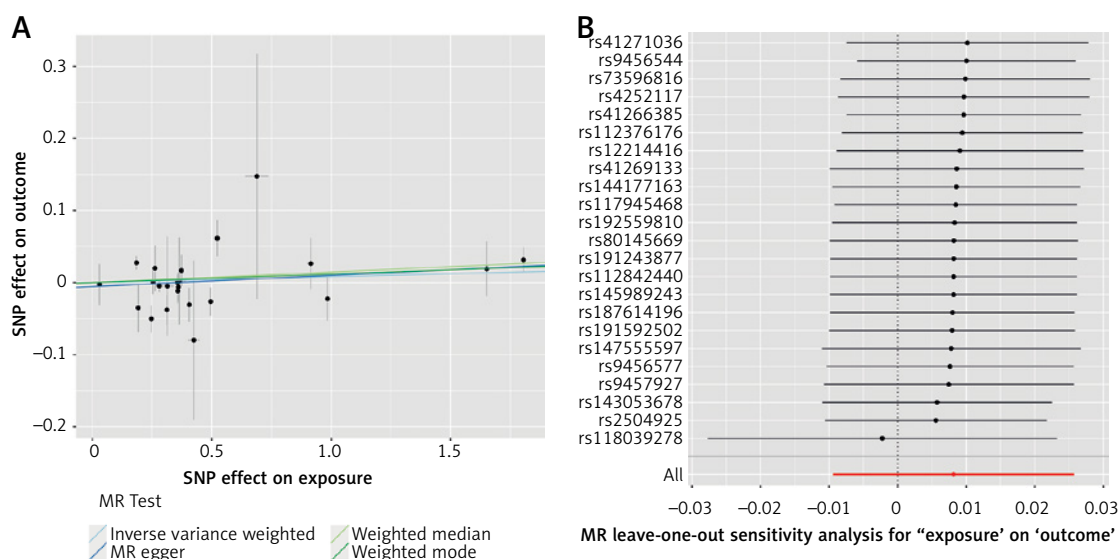 A
0.3
0.2
0.1
0
−0.1
−0.2
SNP effect on outcome
0 0.5 1.0 1.5
SNP effect on exposure
MR Test
Inverse variance weighted
MR egger
Weighted median
Weighted mode
B
rs41271036
rs9456544
rs73596816
rs4252117
rs41266385
rs112376176
rs12214416
rs41269133
rs144177163
rs117945468
rs192559810
rs80145669
rs191243877
rs112842440
rs145989243
rs187614196
rs191592502
rs147555597
rs9456577
rs9457927
rs143053678
rs2504925
rs118039278
All
−0.03 −0.02 −0.01 0 0.01 0.02 0.03
MR leave-one-out sensitivity analysis for “exposure’ on ‘outcome’